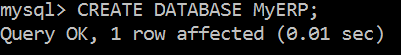 mysql> CREATE DATABASE MyERP;
Query OK, 1 row affected (0.01 sec)